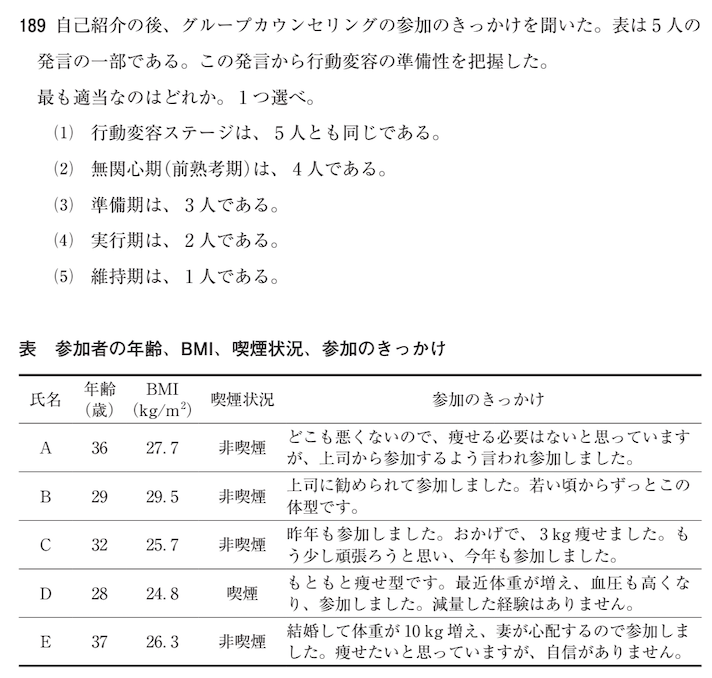 189 自己紹介の後、グループカウンセリングの参加のきっかけを聞いた。表は5人の
発言の一部である。この発言から行動変容の準備性を把握した。
最も適当なのはどれか。1つ選べ。
(1) 行動変容ステージは、5人とも同じである。
(2) 無関心期(前熟考期)は、4人である。
(3) 準備期は、3人である。
(4) 実行期は、2人である。
(5) 維持期は、1人である。
表 参加者の年齢、BMI、喫煙状況、参加のきっかけ
氏名 年齢(歳) BMI(kg/m²) 喫煙状況 参加のきっかけ
A 36 27.7 非喫煙 どこも悪くないので、痩せる必要はないと思っています
が、上司から参加するよう言われ参加しました。
B 29 29.5 非喫煙 上司に勧められて参加しました。若い頃からずっとこの
体型です。
C 32 25.7 非喫煙 昨年も参加しました。おかげで、3kg痩せました。も
う少し頑張ろうと思い、今年も参加しました。
D 28 24.8 喫煙 もともと痩せ型です。最近体重が増え、血圧も高くな
り、参加しました。減量した経験はありません。
E 37 26.3 非喫煙 結婚して体重が10kg増え、妻が心配するので参加しま
した。痩せたいと思っていますが、自信がありません。